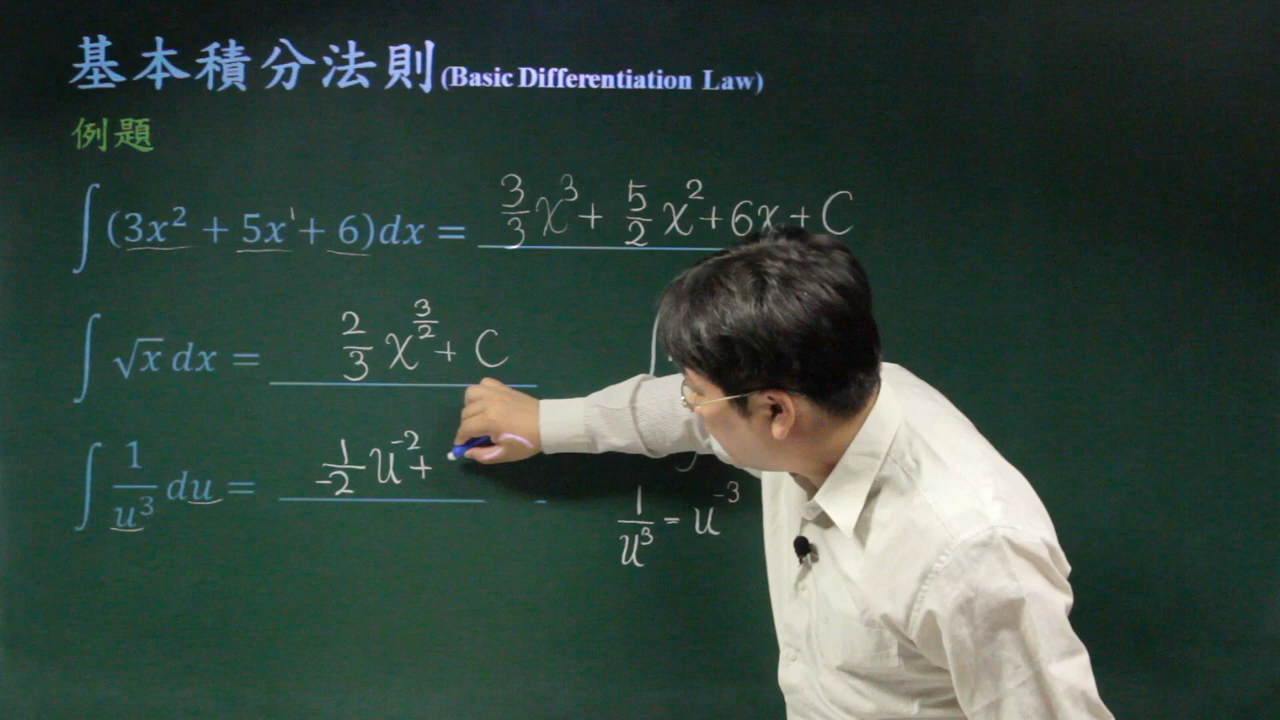 基本積分法則(Basic Differentiation Law)
例題
∫(3x² + 5x¹ + 6)dx = 3/3 x³ + 5/2 x² + 6x + C
∫√x dx = 2/3 x^(3/2) + C
∫1/u³ du = 1/-2 u^-2 +
1/u³ = u^-3